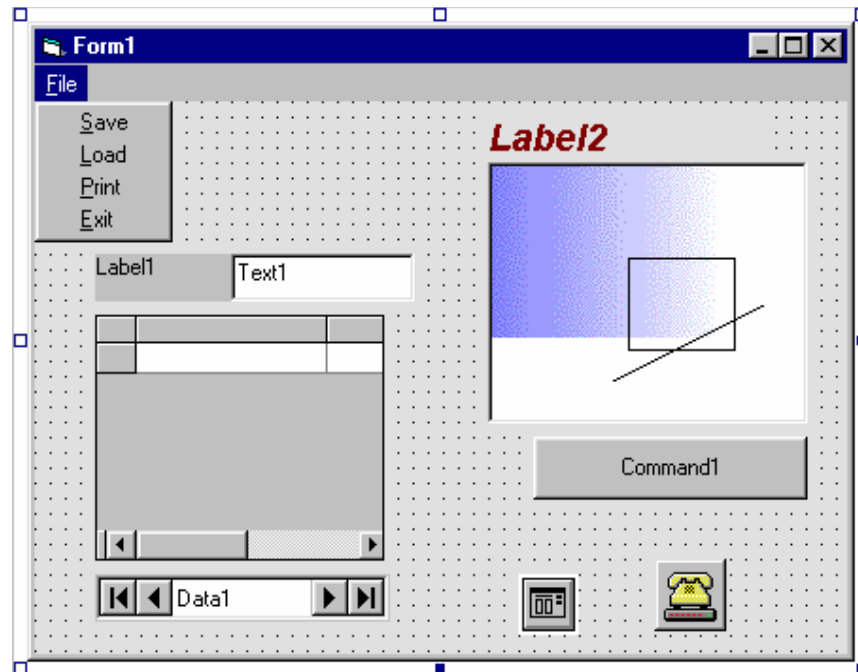 Form1
File
Save
Load
Print
Exit
Label2
Label1
Text1
Command1
Data1